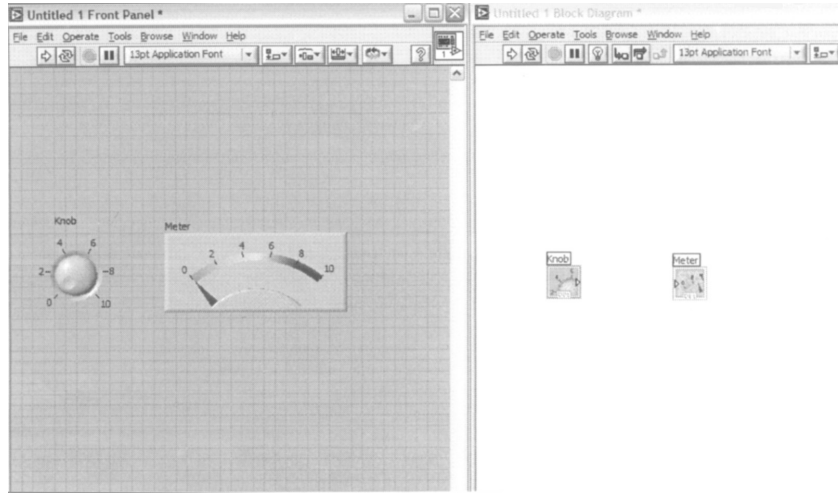 Untitled 1 Front Panel *
File Edit Operate Tools Browse Window Help
13pt Application Font
1
Knob
4 6
2 8
0 10
Meter
0 2 4 6 8 10
Untitled 1 Block Diagram *
File Edit Operate Tools Browse Window Help
13pt Application Font
Knob
Meter